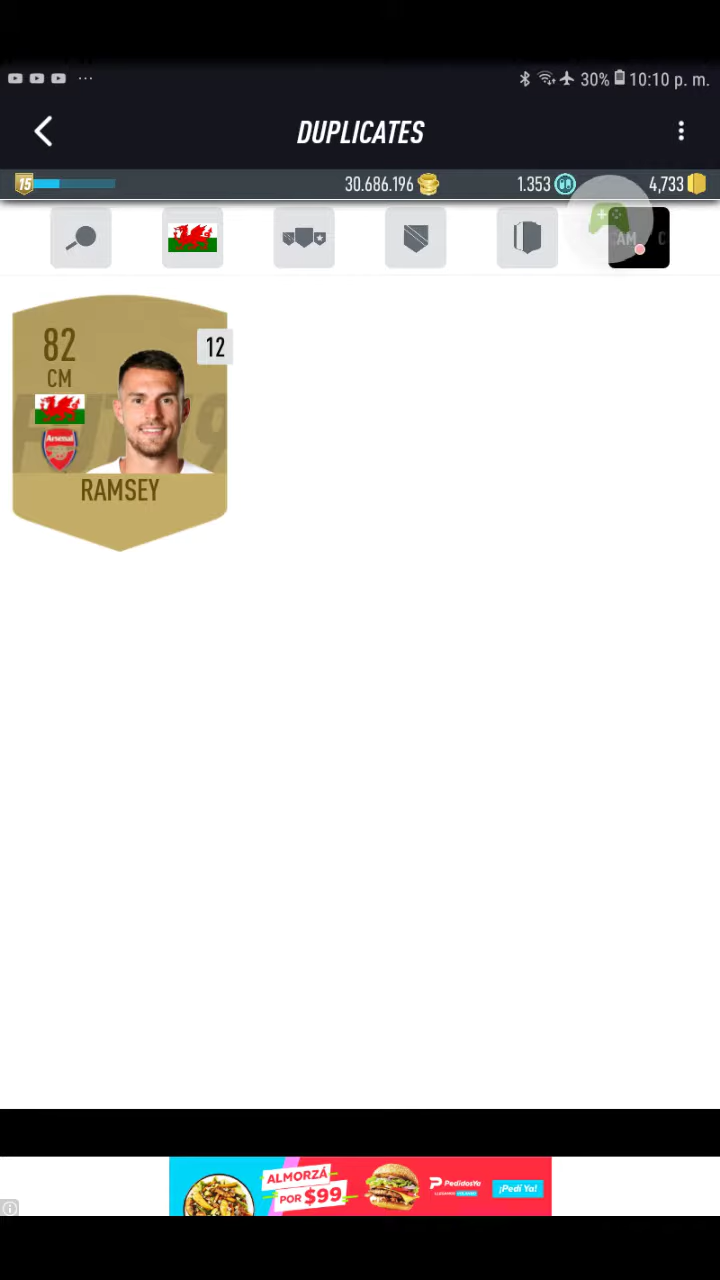 30% 10:10 p. m.
DUPLICATES
15 30.686.196 1.353 4,733
AM C
82
12
CM
Arsenal
RAMSEY
ALMORZÁ
POR $99
PedidosYa
¡Pedí Ya!